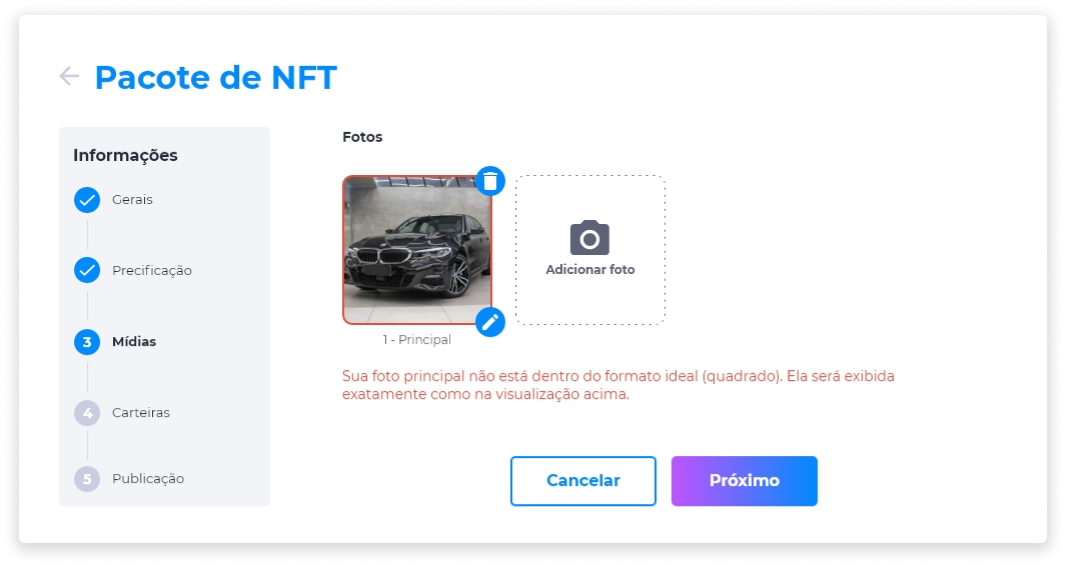 Pacote de NFT
Informações
Gerais
Precificação
3 Mídias
4 Carteiras
5 Publicação
Fotos
Adicionar foto
1 - Principal
Sua foto principal não está dentro do formato ideal (quadrado). Ela será exibida
exatamente como na visualização acima.
Cancelar
Próximo